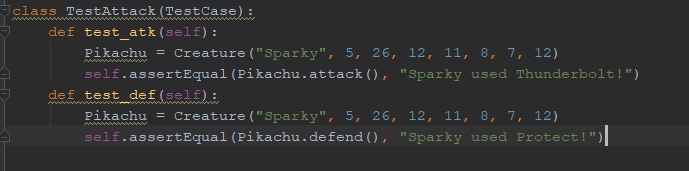 class TestAttack(TestCase):
    def test_atk(self):
        Pikachu = Creature("Sparky", 5, 26, 12, 11, 8, 7, 12)
        self.assertEqual(Pikachu.attack(), "Sparky used Thunderbolt!")
    def test_def(self):
        Pikachu = Creature("Sparky", 5, 26, 12, 11, 8, 7, 12)
        self.assertEqual(Pikachu.defend(), "Sparky used Protect!")